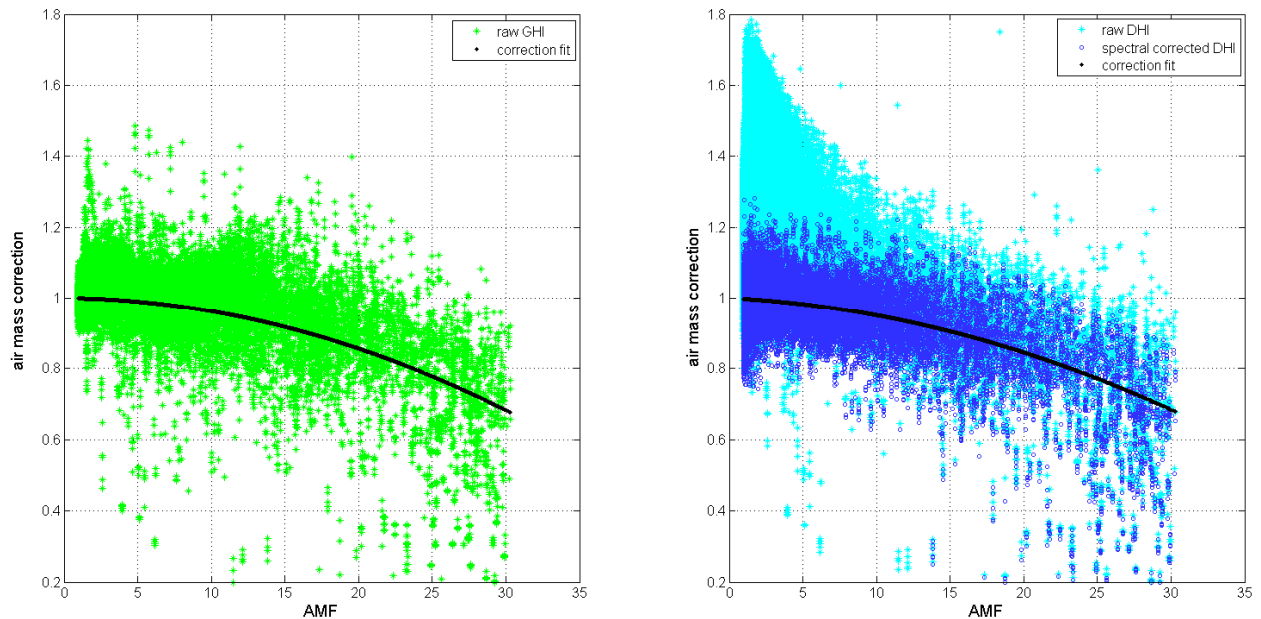 1.8
1.6
1.4
1.2
1
0.8
0.6
0.4
0.2
air mass correction
0 5 10 15 20 25 30 35
AMF
raw GHI
correction fit
1.8
1.6
1.4
1.2
1
0.8
0.6
0.4
0.2
air mass correction
0 5 10 15 20 25 30 35
AMF
raw DHI
spectral corrected DHI
correction fit